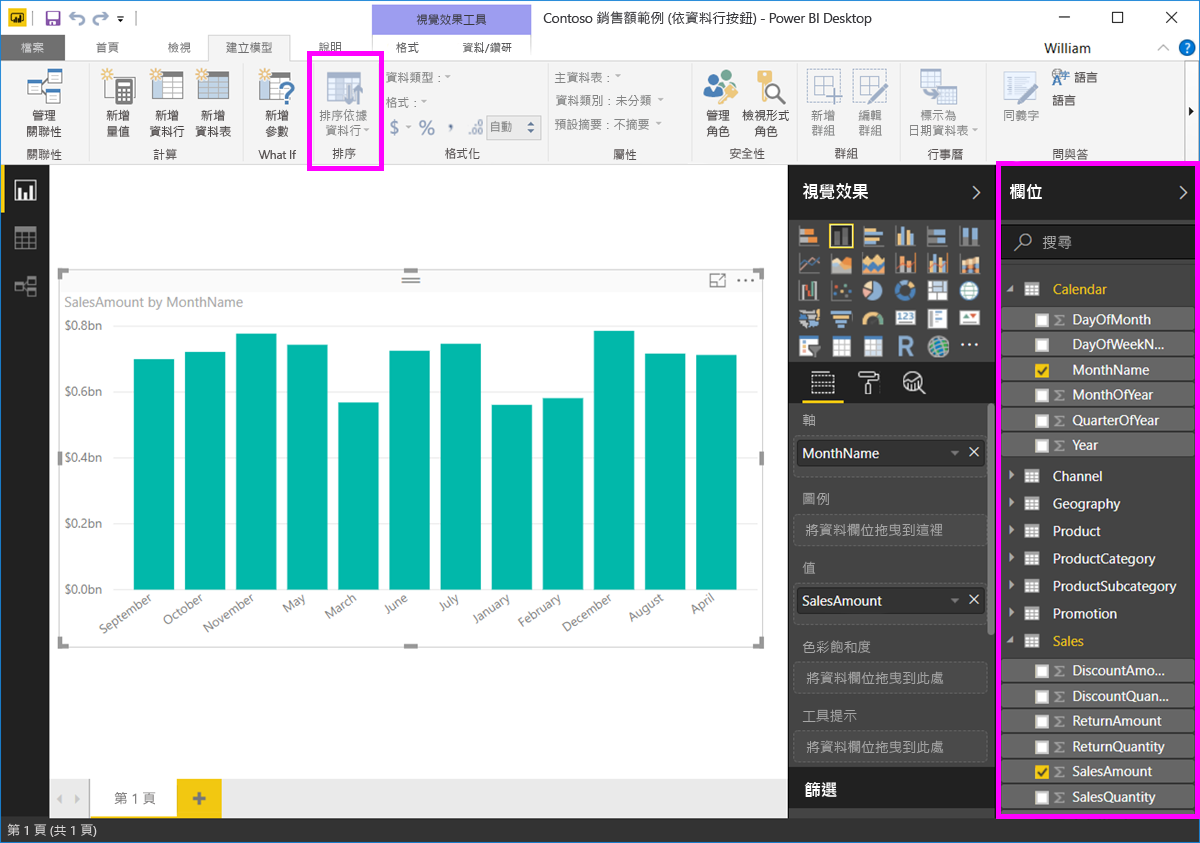 視覺效果工具
Contoso 銷售額範例 (依資料行按鈕) - Power BI Desktop
檔案
首頁
檢視
建立模型
說明
格式
資料/鑽研
William
?
管理
關聯性
關聯性
新增
量值
新增
資料行
新增
資料表
計算
新增
參數
What If
排序依據
資料行
排序
資料類型：
格式：
$ % , .00 自動
格式化
主資料表：
資料類別：未分類
預設摘要：不摘要
屬性
管理
角色
檢視形式
角色
安全性
新增
群組
編輯
群組
群組
標示為
日期資料表
行事曆
同義字
語言
語言
問與答
SalesAmount by MonthName
$0.8bn
$0.6bn
$0.4bn
$0.2bn
$0.0bn
September
October
November
May
March
June
July
January
February
December
August
April
視覺效果
123
R
軸
MonthName
圖例
將資料欄位拖曳到這裡
值
SalesAmount
色彩飽和度
將資料欄位拖曳到此處
工具提示
將資料欄位拖曳到此處
篩選
欄位
搜尋
Calendar
DayOfMonth
DayOfWeekN...
MonthName
MonthOfYear
QuarterOfYear
Year
Channel
Geography
Product
ProductCategory
ProductSubcategory
Promotion
Sales
DiscountAmo...
DiscountQuan...
ReturnAmount
ReturnQuantity
SalesAmount
SalesQuantity
第 1 頁
第 1 頁 (共 1 頁)